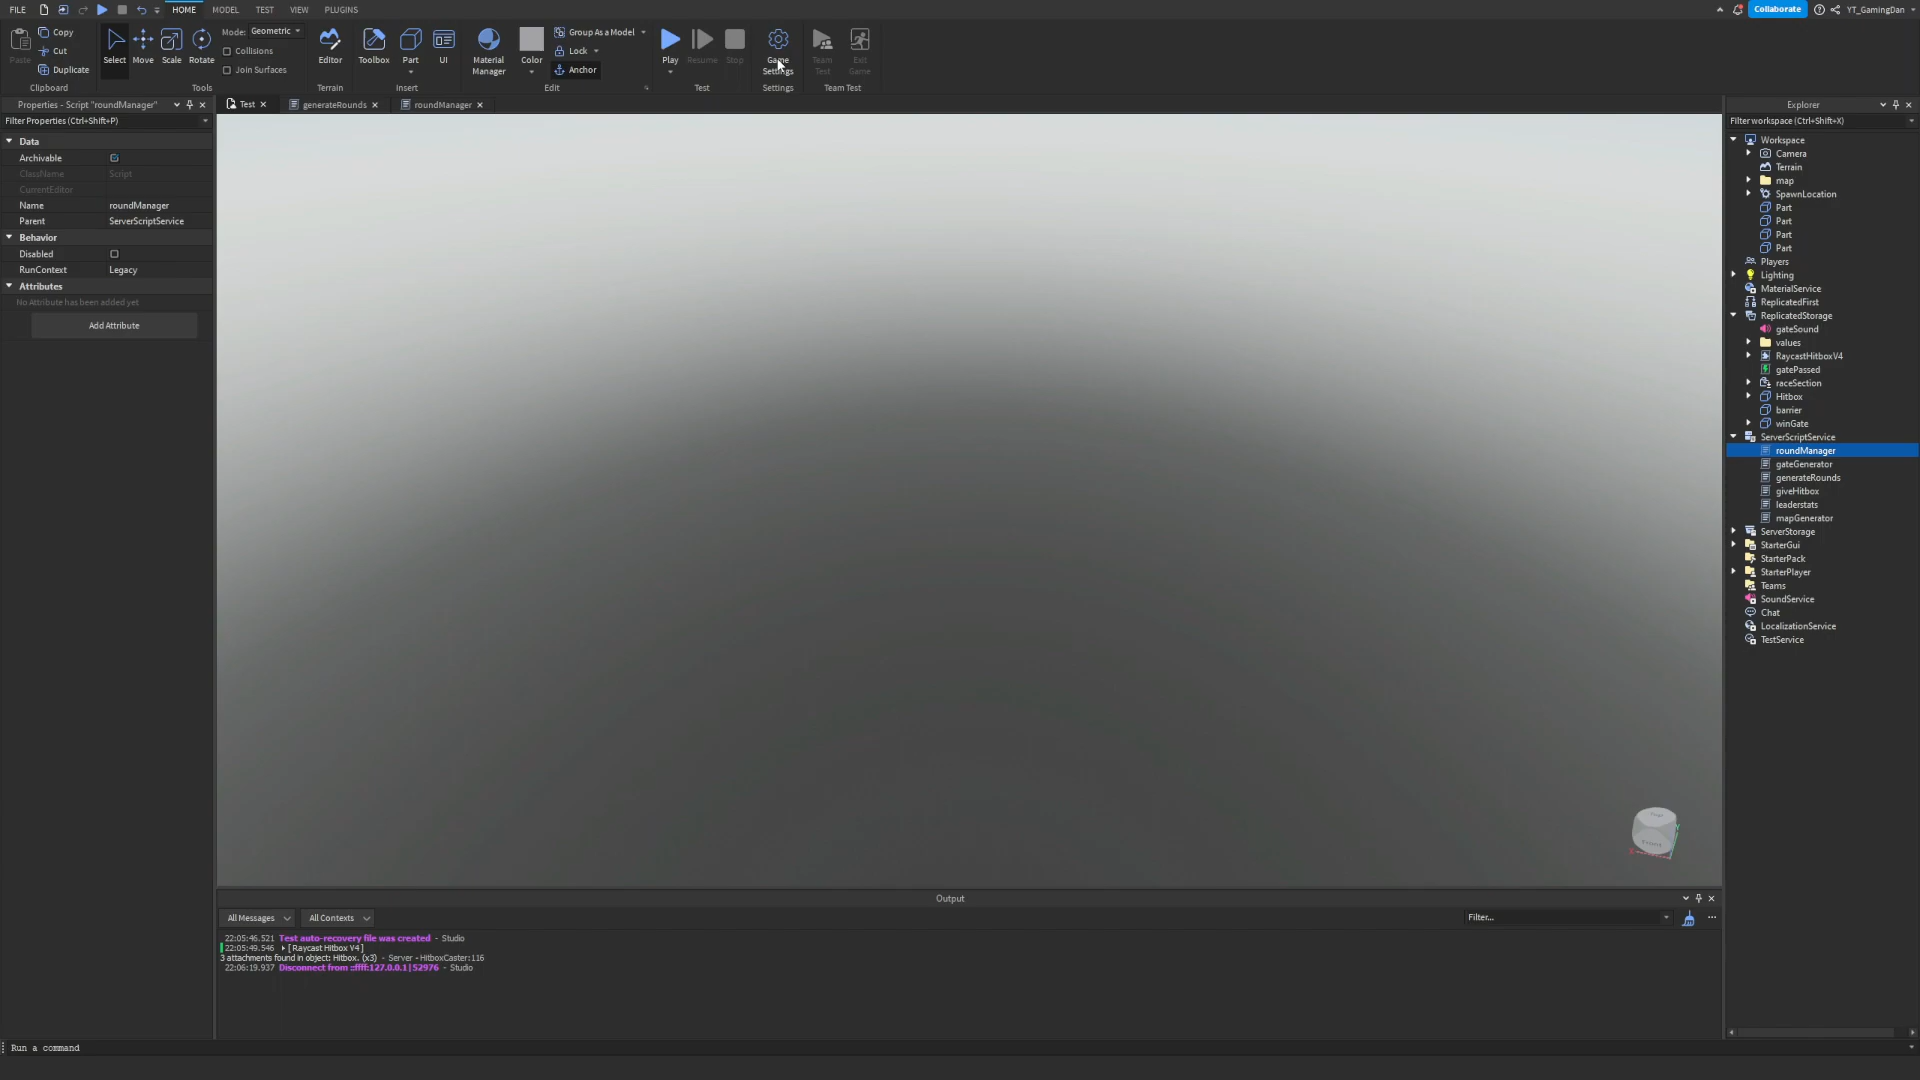 FILE MODEL TEST VIEW PLUGINS HOME Collaborate YT_GamingDan
Paste Copy Cut Duplicate Clipboard
Select Move Scale Rotate Mode: Geometric Collisions Join Surfaces Tools
Editor Terrain
Toolbox Part UI Insert
Material Manager Color Group As a Model Lock Anchor Edit
Play Resume Stop Test
Game Settings Settings
Team Test Exit Game Team Test
Properties - Script "roundManager"
Filter Properties (Ctrl+Shift+P)
Data
Archivable
ClassName Script
CurrentEditor
Name roundManager
Parent ServerScriptService
Behavior
Disabled
RunContext Legacy
Attributes
No Attribute has been added yet
Add Attribute
Test generateRounds roundManager
Output
All Messages All Contexts Filter...
22:05:46.521 Test auto-recovery file was created - Studio
22:05:49.546 [Raycast Hitbox V4]
3 attachments found in object: Hitbox. (x3) - Server - HitboxCaster:116
22:06:19.937 Disconnect from ::ffff:127.0.0.1|52976 - Studio
Explorer
Filter workspace (Ctrl+Shift+X)
Workspace
Camera
Terrain
map
SpawnLocation
Part
Part
Part
Part
Players
Lighting
MaterialService
ReplicatedFirst
ReplicatedStorage
gateSound
values
RaycastHitboxV4
gatePassed
raceSection
Hitbox
barrier
winGate
ServerScriptService
roundManager
gateGenerator
generateRounds
giveHitbox
leaderstats
mapGenerator
ServerStorage
StarterGui
StarterPack
StarterPlayer
Teams
SoundService
Chat
LocalizationService
TestService
Run a command